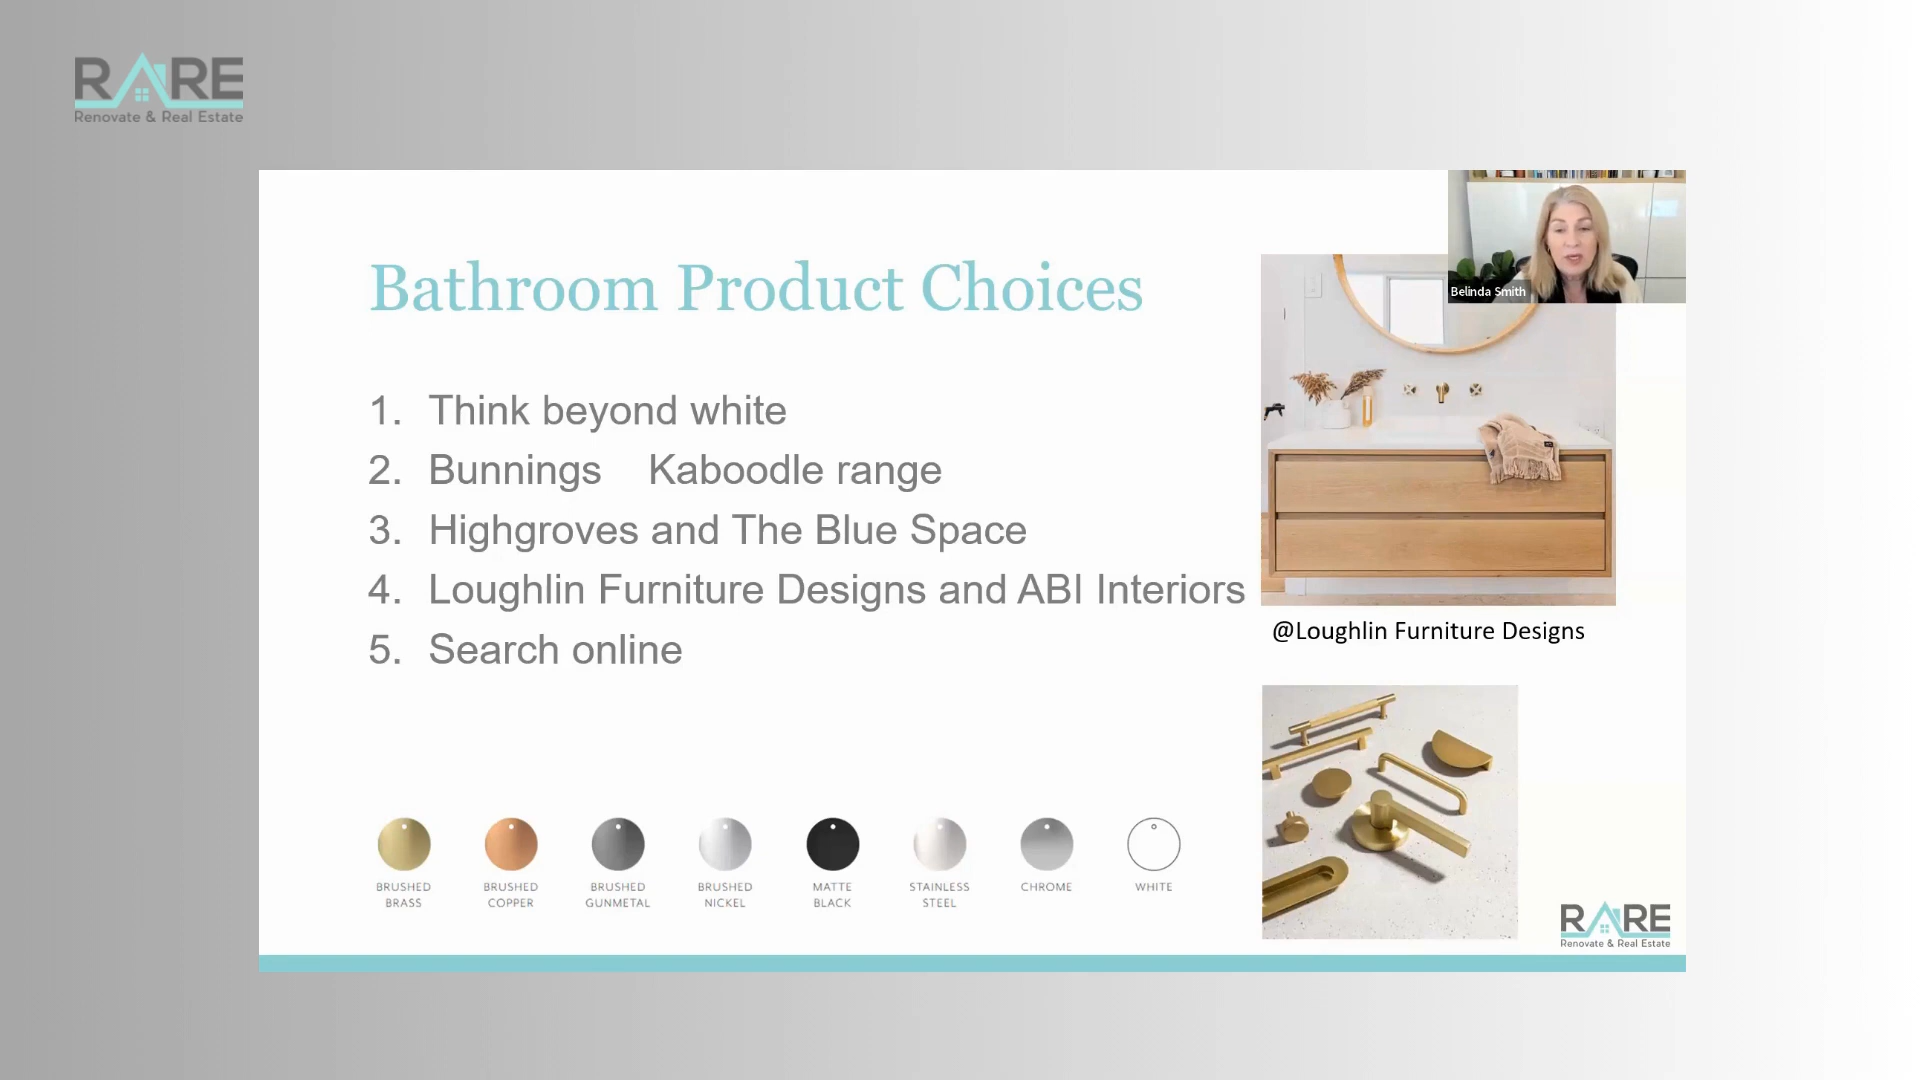 RARE
Renovate & Real Estate
Belinda Smith
Bathroom Product Choices
1. Think beyond white
2. Bunnings Kaboodle range
3. Highgroves and The Blue Space
4. Loughlin Furniture Designs and ABI Interiors
5. Search online
@Loughlin Furniture Designs
BRUSHED
BRASS
BRUSHED
COPPER
BRUSHED
GUNMETAL
BRUSHED
NICKEL
MATTE
BLACK
STAINLESS
STEEL
CHROME
WHITE
RARE
Renovate & Real Estate